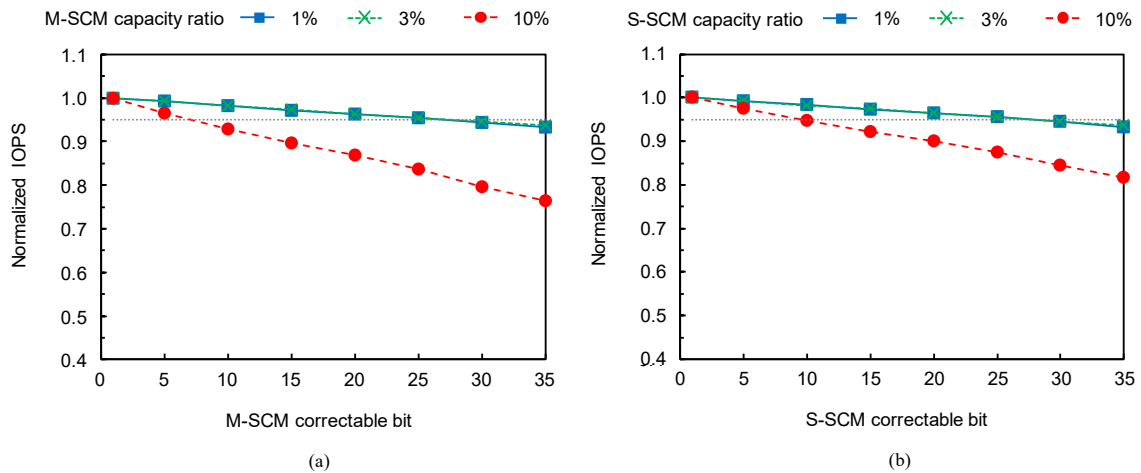 M-SCM capacity ratio 1% 3% 10%
Normalized IOPS
1.1
1.0
0.9
0.8
0.7
0.6
0.5
0.4
0 5 10 15 20 25 30 35
M-SCM correctable bit
(a)
S-SCM capacity ratio 1% 3% 10%
Normalized IOPS
1.1
1.0
0.9
0.8
0.7
0.6
0.5
0.4
0 5 10 15 20 25 30 35
S-SCM correctable bit
(b)